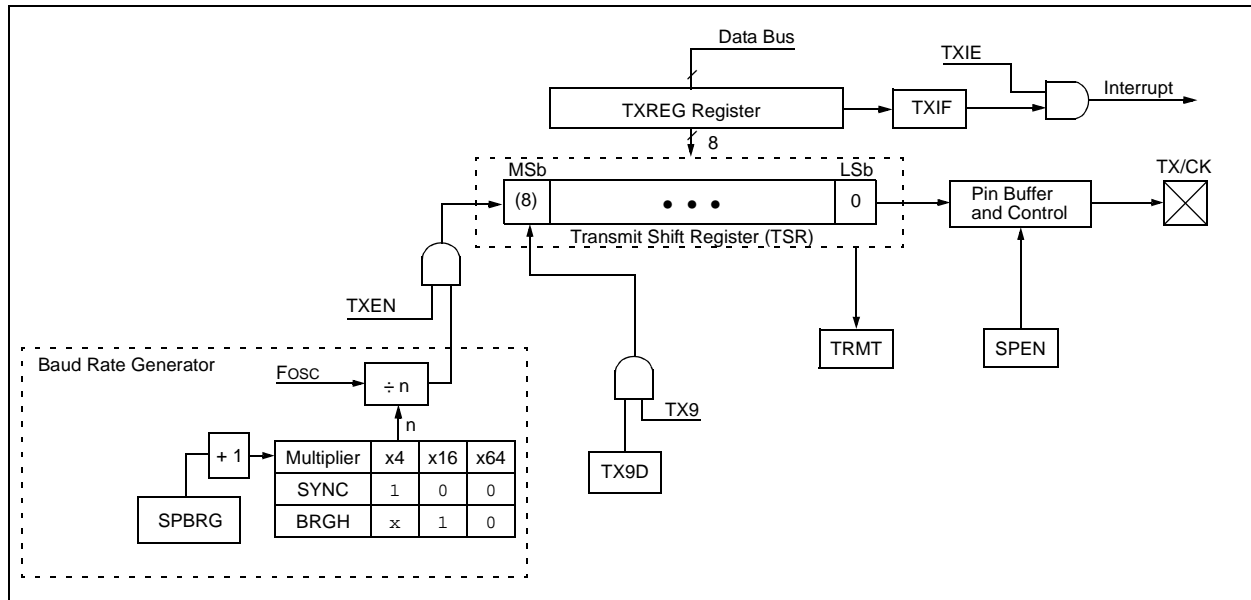 Data Bus
TXIE
Interrupt
TXREG Register
TXIF
8
MSb
LSb
TX/CK
(8)
• • •
0
Pin Buffer
and Control
Transmit Shift Register (TSR)
TXEN
TRMT
SPEN
Baud Rate Generator
FOSC
÷ n
n
TX9
+ 1
Multiplier x4 x16 x64
TX9D
SYNC 1 0 0
SPBRG
BRGH x 1 0